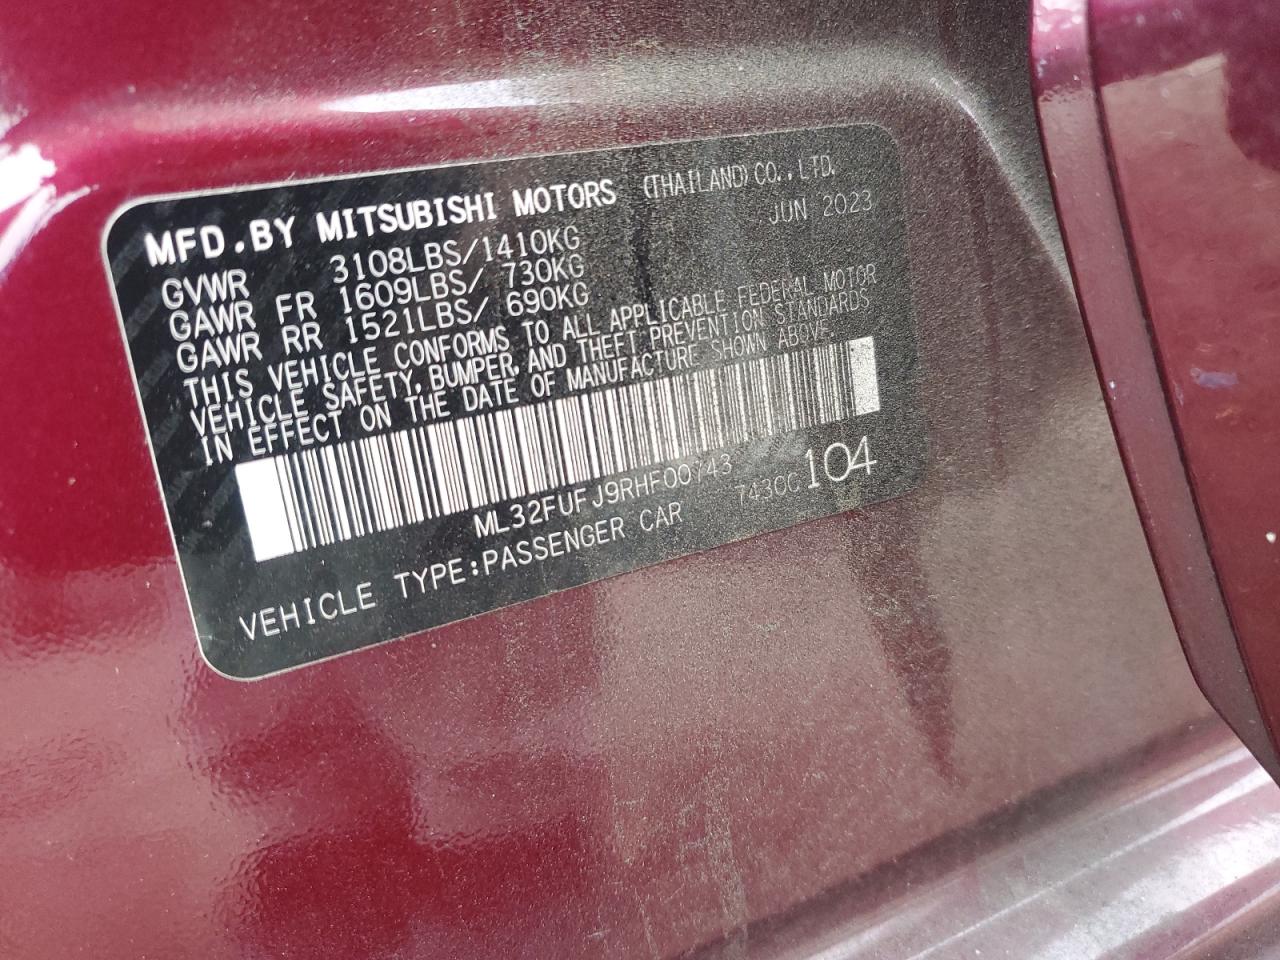 MFD.BY MITSUBISHI MOTORS (THAILAND) CO.,LTD.
JUN 2023
GVWR 3108LBS/1410KG
GAWR FR 1609LBS/ 730KG
GAWR RR 1521LBS/ 690KG
THIS VEHICLE CONFORMS TO ALL APPLICABLE FEDERAL MOTOR
VEHICLE SAFETY, BUMPER, AND THEFT PREVENTION STANDARDS
IN EFFECT ON THE DATE OF MANUFACTURE SHOWN ABOVE.
ML32FUFJ9RHF00743
VEHICLE TYPE:PASSENGER CAR
7430C 104